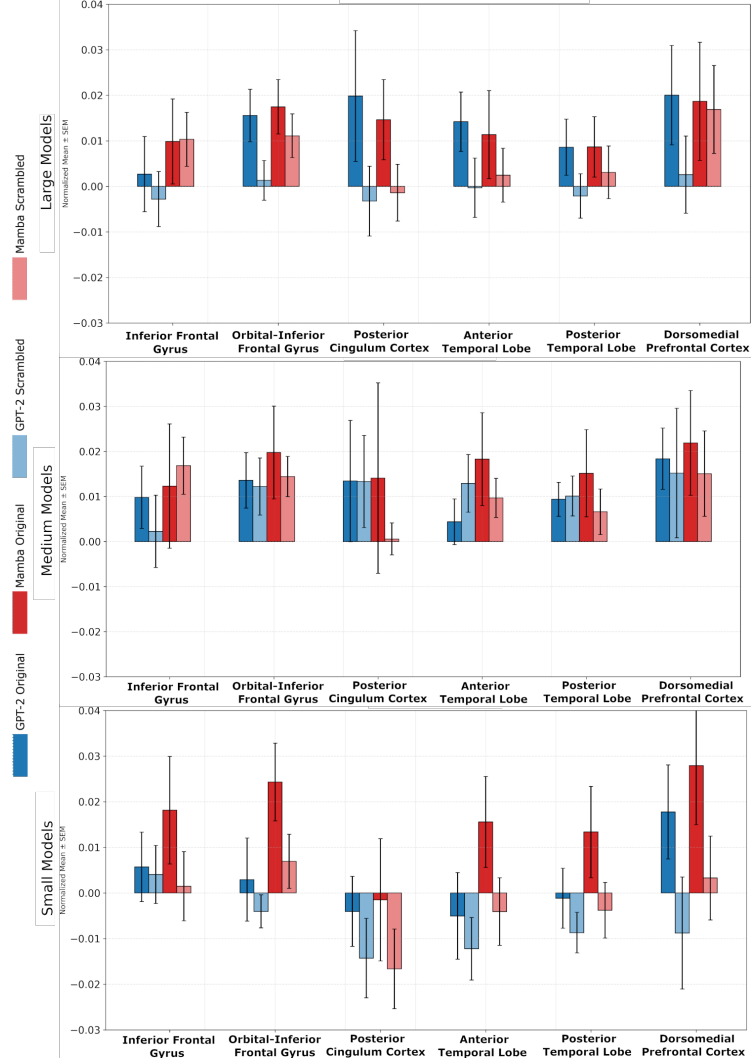 Mamba Scrambled
GPT-2 Scrambled
Mamba Original
GPT-2 Original
Large Models
Normalized Mean ± SEM
0.04
0.03
0.02
0.01
0.00
−0.01
−0.02
−0.03
Inferior Frontal Gyrus
Orbital-Inferior Frontal Gyrus
Posterior Cingulum Cortex
Anterior Temporal Lobe
Posterior Temporal Lobe
Dorsomedial Prefrontal Cortex
Medium Models
Normalized Mean ± SEM
0.04
0.03
0.02
0.01
0.00
−0.01
−0.02
−0.03
Inferior Frontal Gyrus
Orbital-Inferior Frontal Gyrus
Posterior Cingulum Cortex
Anterior Temporal Lobe
Posterior Temporal Lobe
Dorsomedial Prefrontal Cortex
Small Models
Normalized Mean ± SEM
0.04
0.03
0.02
0.01
0.00
−0.01
−0.02
−0.03
Inferior Frontal Gyrus
Orbital-Inferior Frontal Gyrus
Posterior Cingulum Cortex
Anterior Temporal Lobe
Posterior Temporal Lobe
Dorsomedial Prefrontal Cortex